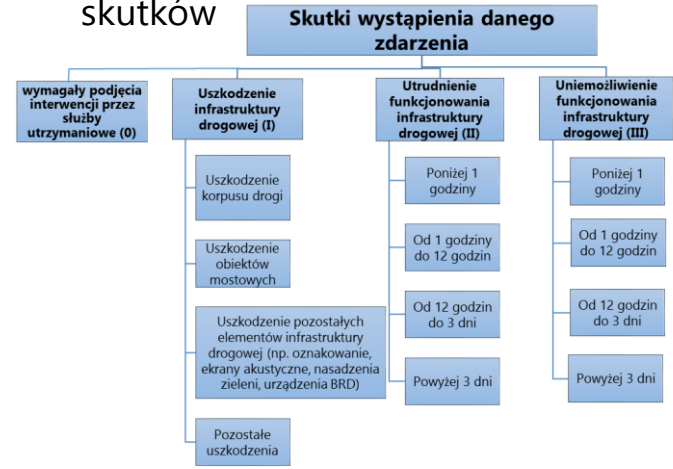 skutków
Skutki wystąpienia danego
zdarzenia
wymagały podjęcia
interwencji przez
służby
utrzymaniowe (0)
Uszkodzenie
infrastruktury
drogowej (I)
Uszkodzenie
korpusu drogi
Uszkodzenie
obiektów
mostowych
Uszkodzenie pozostałych
elementów infrastruktury
drogowej (np. oznakowanie,
ekrany akustyczne, nasadzenia
zieleni, urządzenia BRD)
Pozostałe
uszkodzenia
Utrudnienie
funkcjonowania
infrastruktury
drogowej (II)
Poniżej 1
godziny
Od 1 godziny
do 12 godzin
Od 12 godzin
do 3 dni
Powyżej 3 dni
Uniemożliwienie
funkcjonowania
infrastruktury
drogowej (III)
Poniżej 1
godziny
Od 1 godziny
do 12 godzin
Od 12 godzin
do 3 dni
Powyżej 3 dni